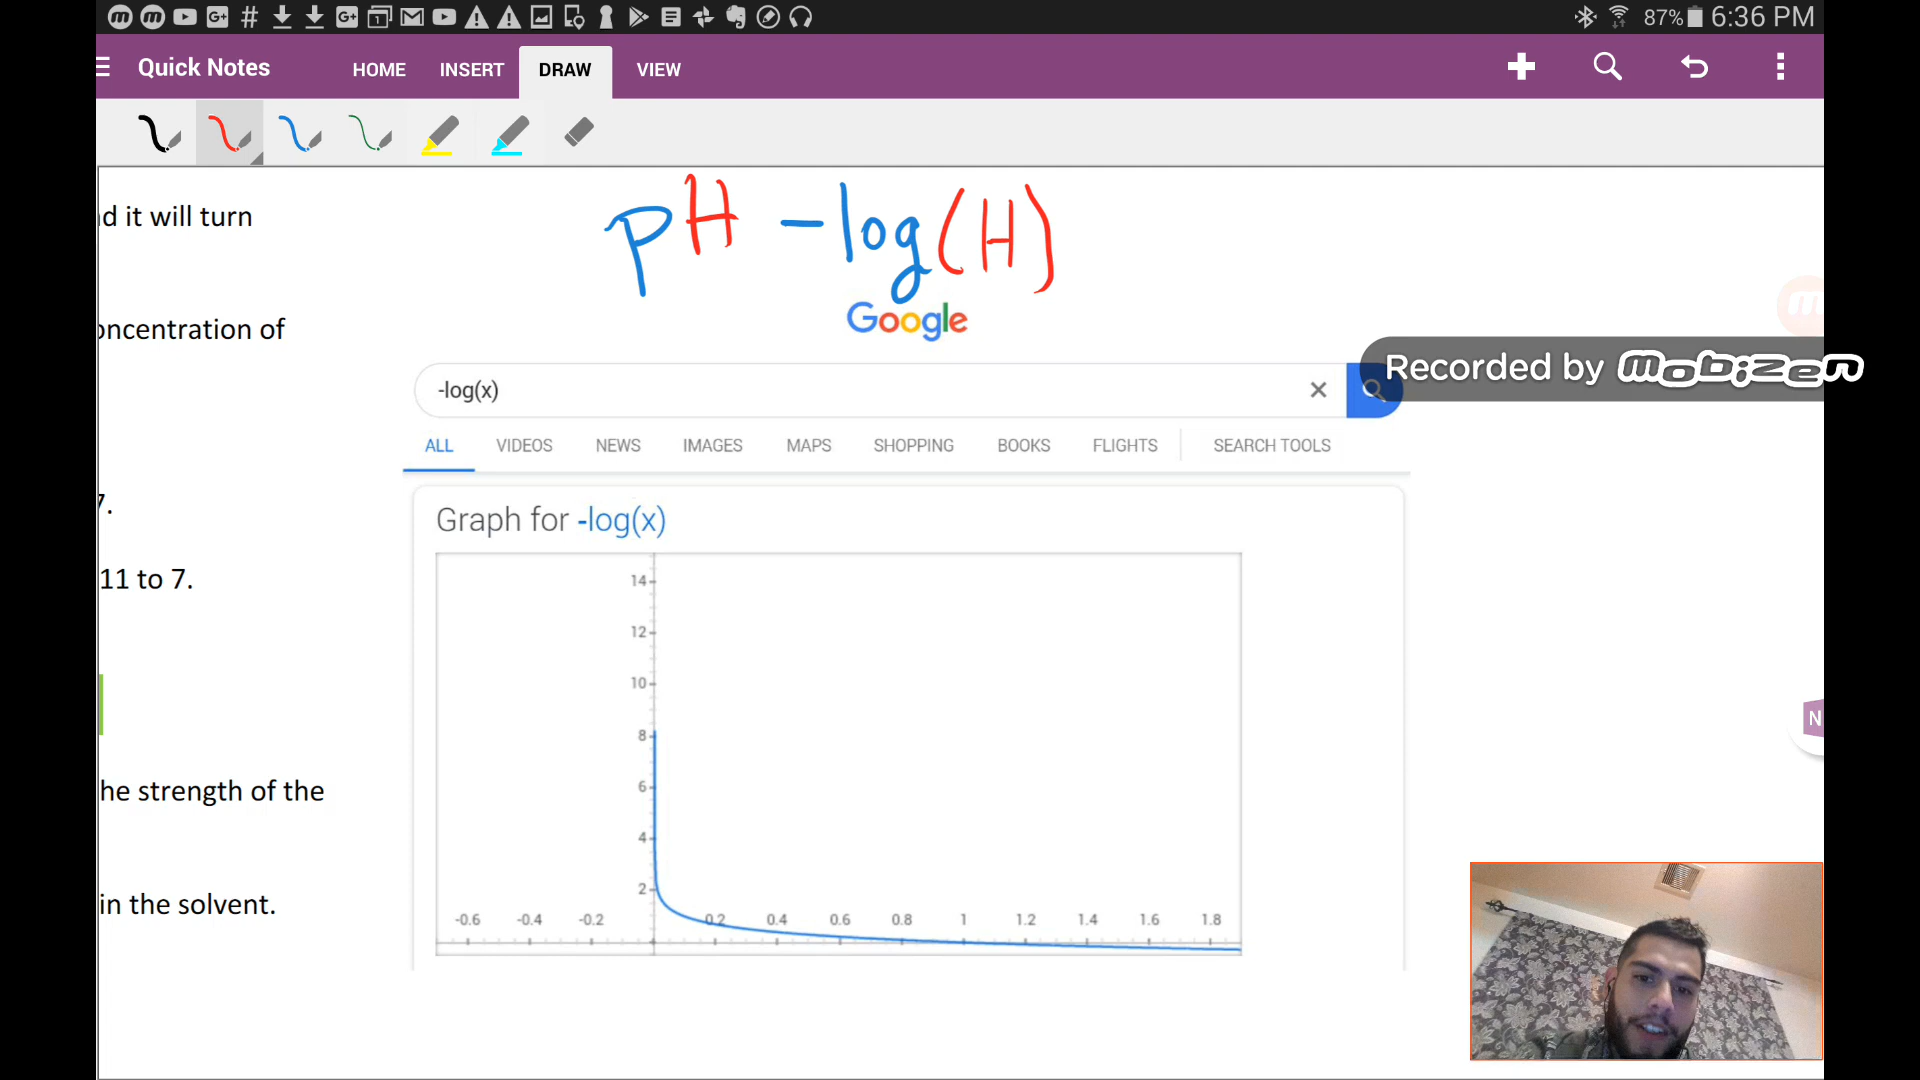 87% 6:36 PM
Quick Notes HOME INSERT DRAW VIEW
d it will turn
pH -log(H)
oncentration of
Google
Recorded by mobizen
-log(x)
ALL VIDEOS NEWS IMAGES MAPS SHOPPING BOOKS FLIGHTS SEARCH TOOLS
7.
Graph for -log(x)
11 to 7.
14
12
10
8
N
6
he strength of the
4
2
-0.6 -0.4 -0.2 0.2 0.4 0.6 0.8 1 1.2 1.4 1.6 1.8
in the solvent.